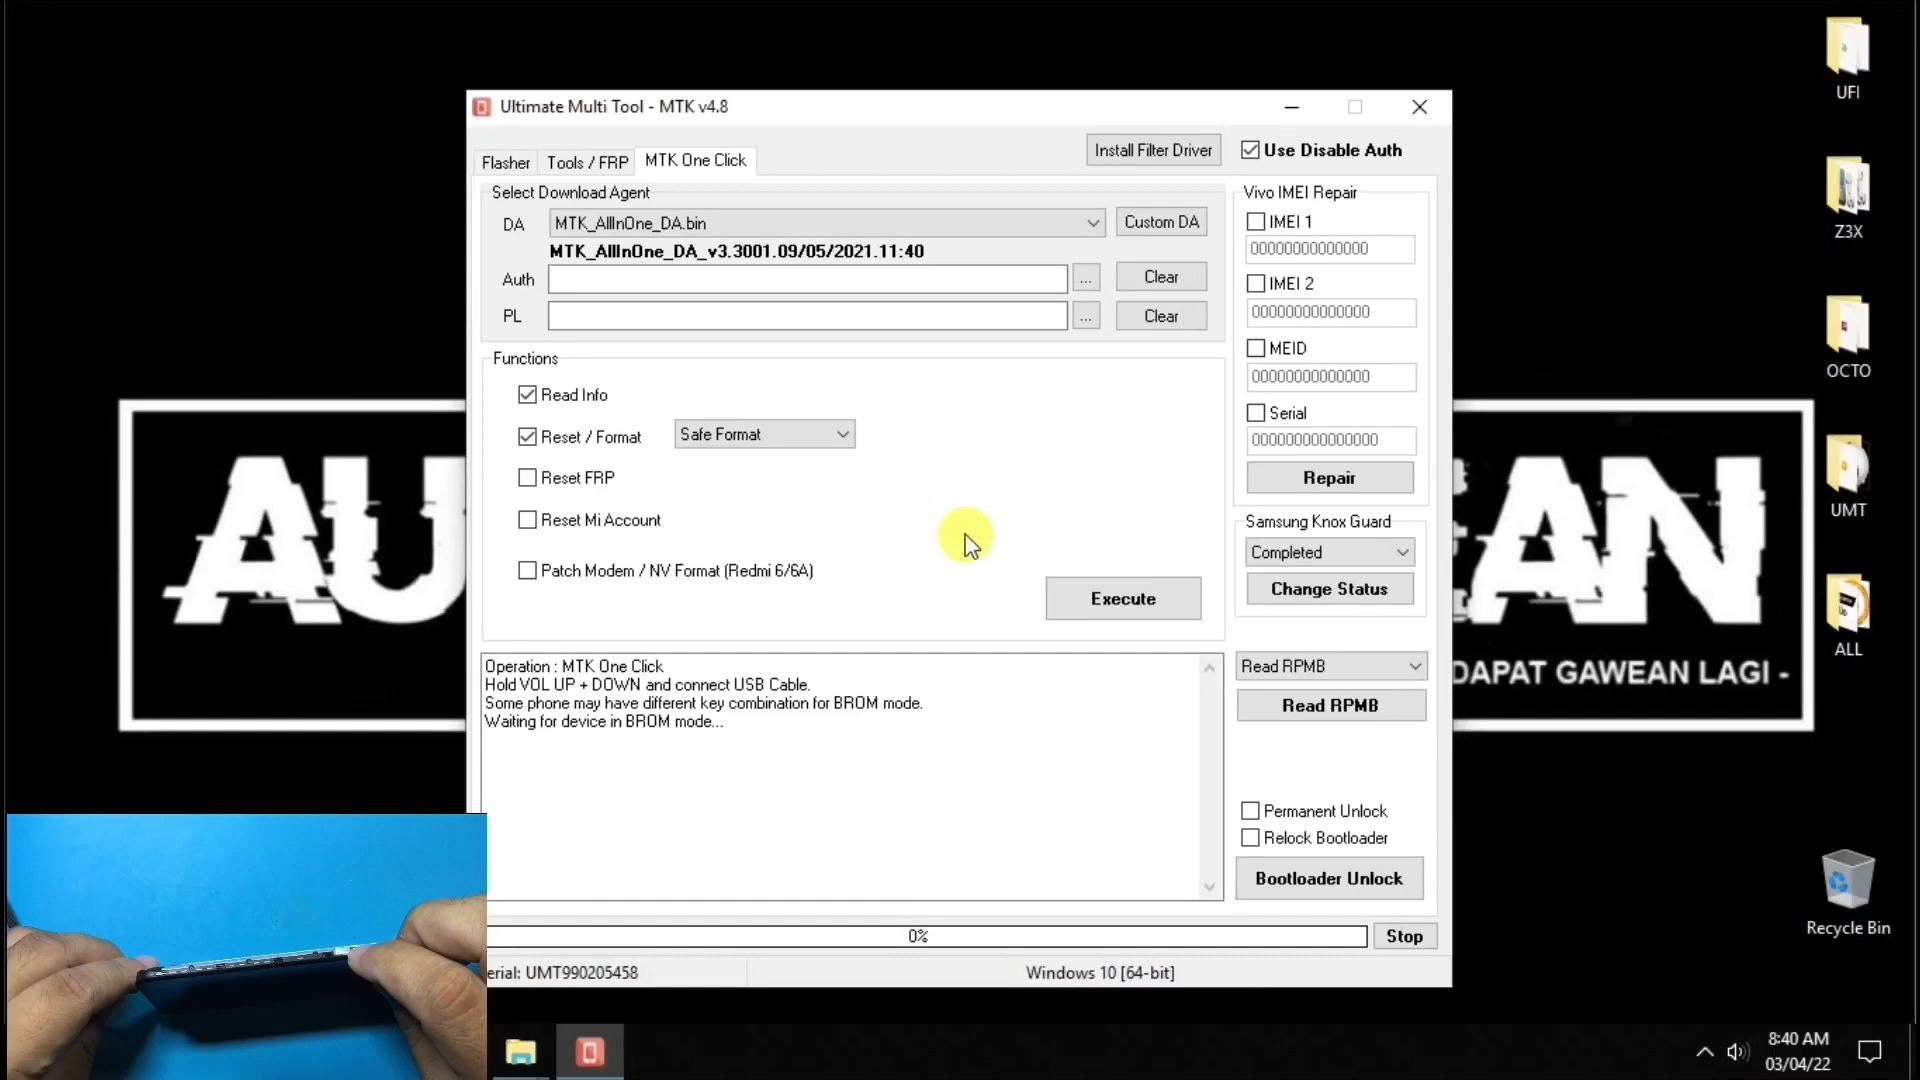 UFI
Z3X
OCTO
UMT
ALL
Recycle Bin
AU
EAN
DAPAT GAWEAN LAGI -
Ultimate Multi Tool - MTK v4.8
Flasher
Tools / FRP
MTK One Click
Install Filter Driver
Use Disable Auth
Select Download Agent
DA
MTK_AllInOne_DA.bin
Custom DA
MTK_AllInOne_DA_v3.3001.09/05/2021.11:40
Auth
...
Clear
PL
...
Clear
Functions
Read Info
Reset / Format
Safe Format
Reset FRP
Reset Mi Account
Patch Modem / NV Format (Redmi 6/6A)
Execute
Vivo IMEI Repair
IMEI 1
00000000000000
IMEI 2
00000000000000
MEID
00000000000000
Serial
000000000000000
Repair
Samsung Knox Guard
Completed
Change Status
Operation : MTK One Click
Hold VOL UP + DOWN and connect USB Cable.
Some phone may have different key combination for BROM mode.
Waiting for device in BROM mode...
Read RPMB
Read RPMB
Permanent Unlock
Relock Bootloader
Bootloader Unlock
0%
Stop
erial: UMT990205458
Windows 10 [64-bit]
8:40 AM
03/04/22